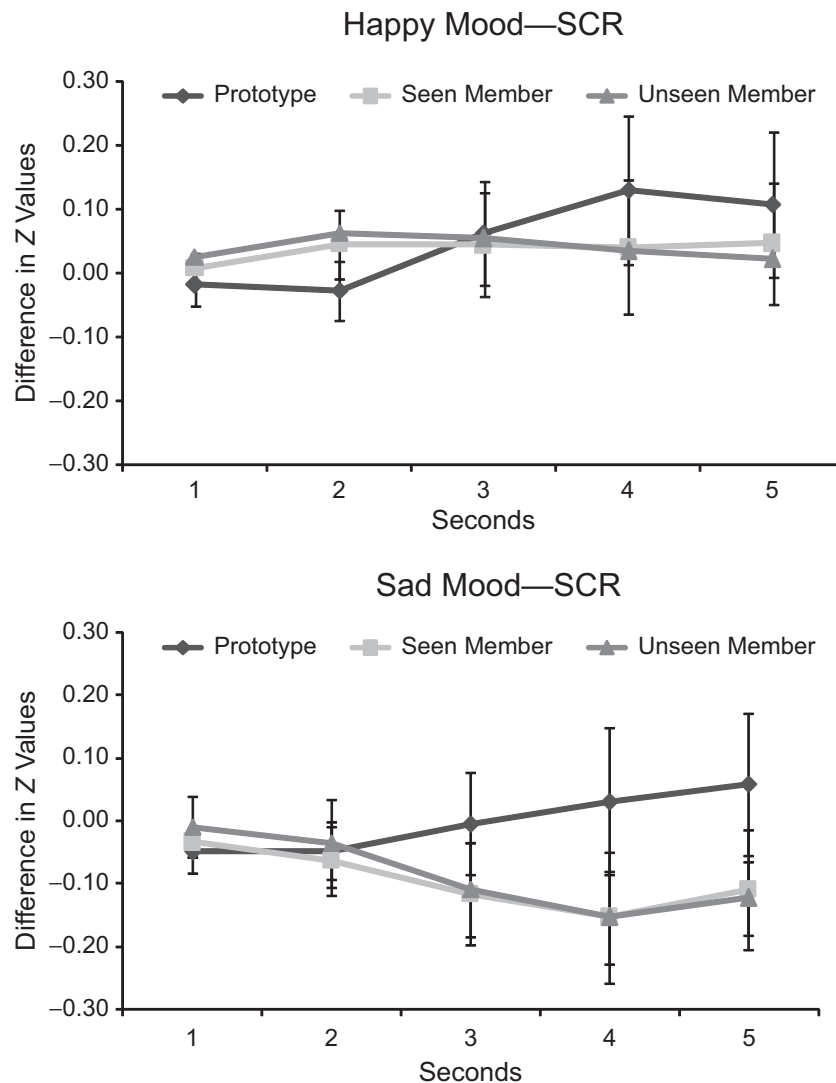 Happy Mood—SCR
0.30
Prototype Seen Member Unseen Member
0.20
0.10
0.00
–0.10
–0.20
–0.30
Difference in Z Values
1 2 3 4 5
Seconds
Sad Mood—SCR
0.30
Prototype Seen Member Unseen Member
0.20
0.10
0.00
–0.10
–0.20
–0.30
Difference in Z Values
1 2 3 4 5
Seconds